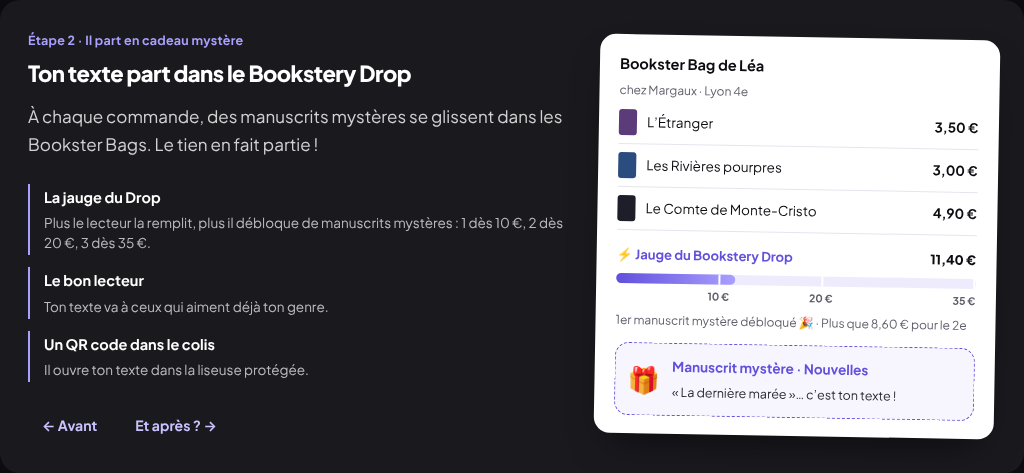 Étape 2 · Il part en cadeau mystère
Ton texte part dans le Bookstery Drop
À chaque commande, des manuscrits mystères se glissent dans les
Bookster Bags. Le tien en fait partie !
La jauge du Drop
Plus le lecteur la remplit, plus il débloque de manuscrits mystères : 1 dès 10 €, 2 dès
20 €, 3 dès 35 €.
Le bon lecteur
Ton texte va à ceux qui aiment déjà ton genre.
Un QR code dans le colis
Il ouvre ton texte dans la liseuse protégée.
← Avant
Et après ? →
Bookster Bag de Léa
chez Margaux · Lyon 4e
L’Étranger 3,50 €
Les Rivières pourpres 3,00 €
Le Comte de Monte-Cristo 4,90 €
⚡ Jauge du Bookstery Drop 11,40 €
10 € 20 € 35 €
1er manuscrit mystère débloqué 🎉 · Plus que 8,60 € pour le 2e
Manuscrit mystère · Nouvelles
« La dernière marée »… c’est ton texte !